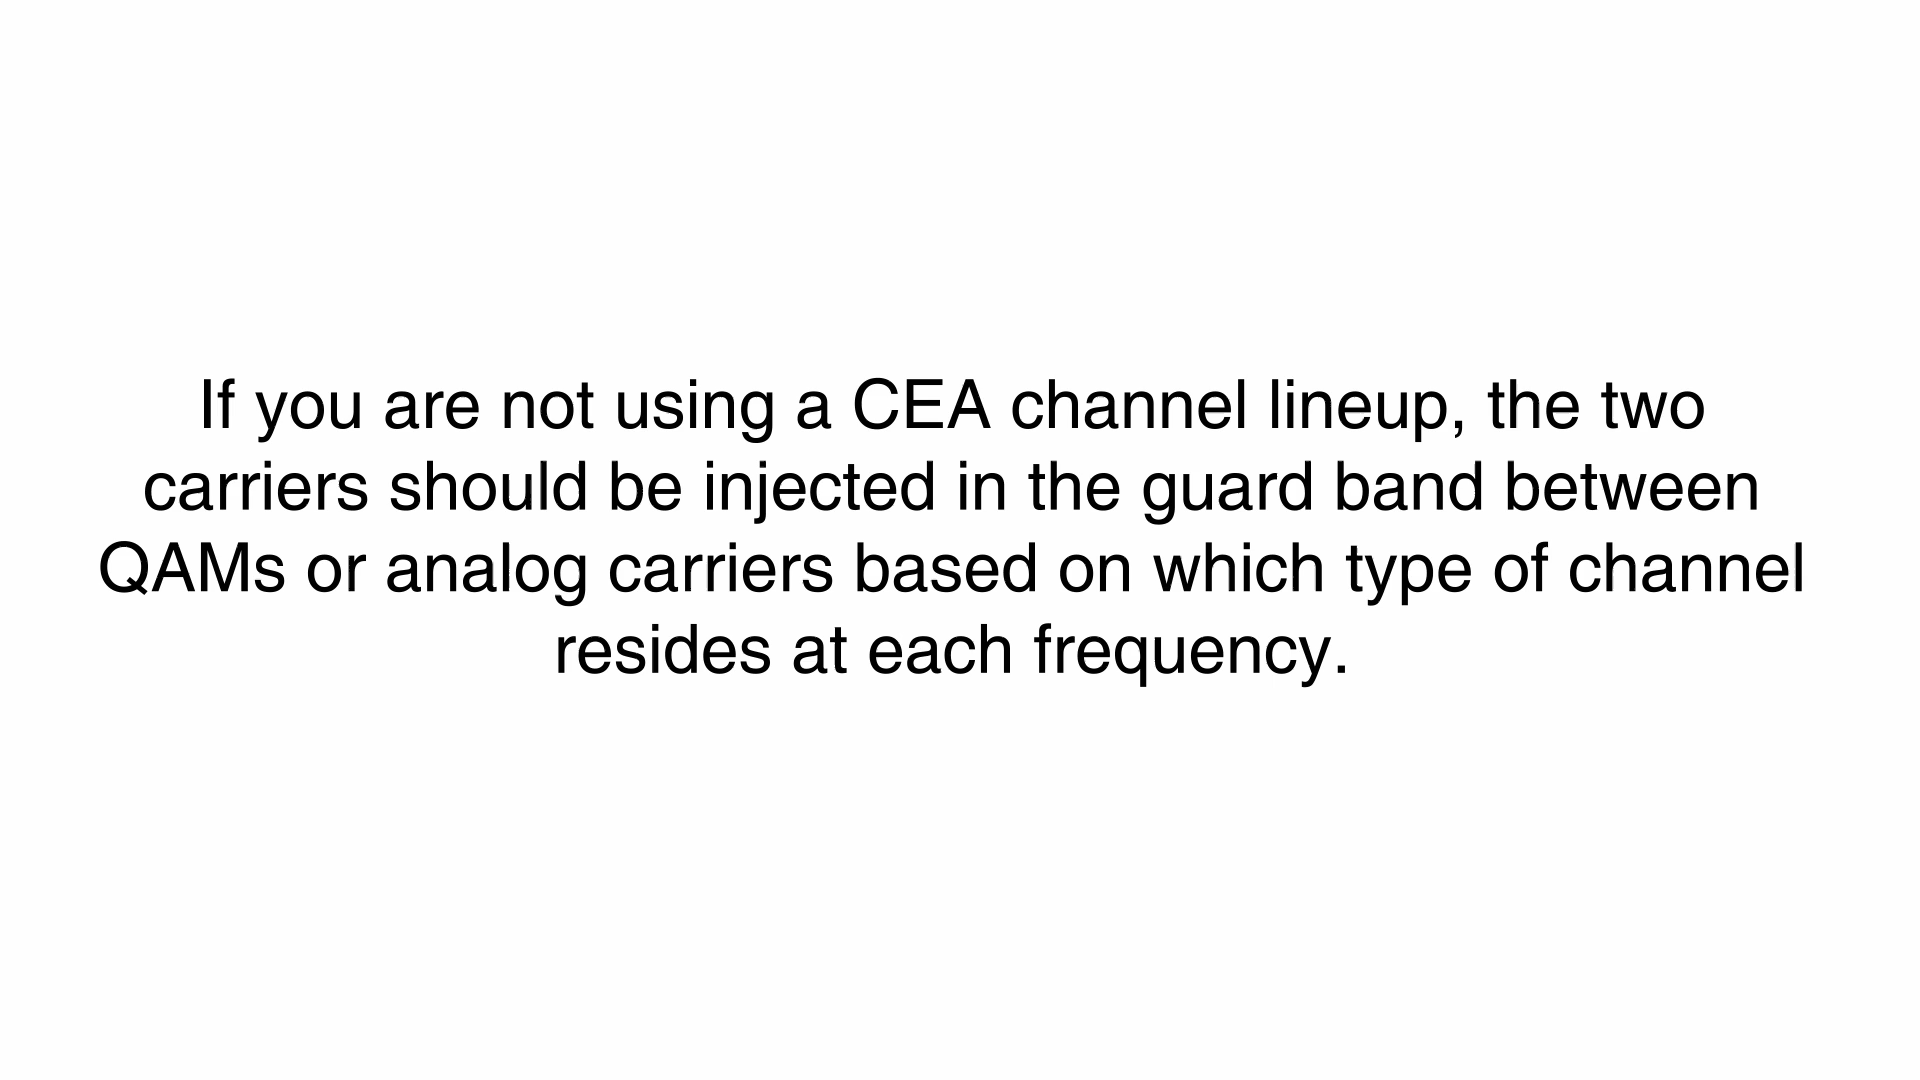 If you are not using a CEA channel lineup, the two
carriers should be injected in the guard band between
QAMs or analog carriers based on which type of channel
resides at each frequency.